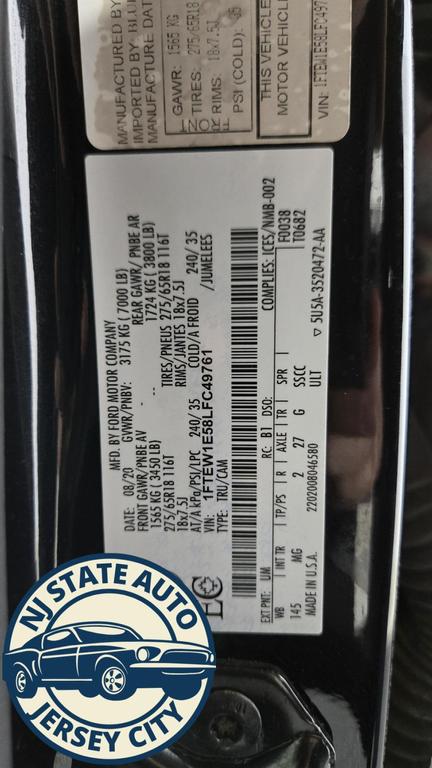 MANUFACTURED BY
IMPORTED BY BLU
MANUFACTURE DAT
GAWR: 1565 KG
TIRES: 275/65R18
RIMS: 18x7.5J
PSI (COLD): 35
THIS VEHICLE
MOTOR VEHICL
VIN: 1FTEW1E58LFC497
MFD. BY FORD MOTOR COMPANY
DATE: 08/20 GVWR/PNBV: 3175 KG ( 7000 LB)
FRONT GAWR/PNBE AV REAR GAWR/ PNBE AR
1565 KG ( 3450 LB) -- 1724 KG ( 3800 LB)
275/65R18 116T TIRES/PNEUS 275/65R18 116T
18x7.5J RIMS/JANTES 18x7.5J
AT/A kPa/PSI/LPC 240/ 35 COLD/A FROID 240/ 35
VIN: 1FTEW1E58LFC49761 /JUMELEES
TYPE: TRU/CAM
COMPLIES: ICES/NMB-002
F0038
T0682
EXT PNT: UM RC: B1 DSO:
WB INT TR TP/PS R AXLE TR SPR
145 MG 2 27 G SSCC
ULT
MADE IN U.S.A. 2202008046580
▽ 5U5A-3520472-AA
NJ STATE AUTO
JERSEY CITY